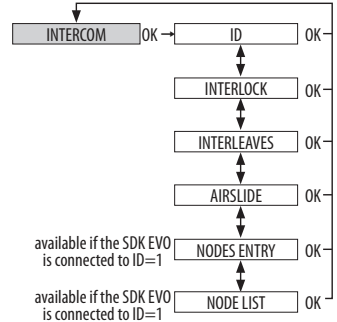 INTERCOM OK ID OK
INTERLOCK OK
INTERLEAVES OK
AIRSLIDE OK
available if the SDK EVO
is connected to ID=1
NODES ENTRY OK
available if the SDK EVO
is connected to ID=1
NODE LIST OK